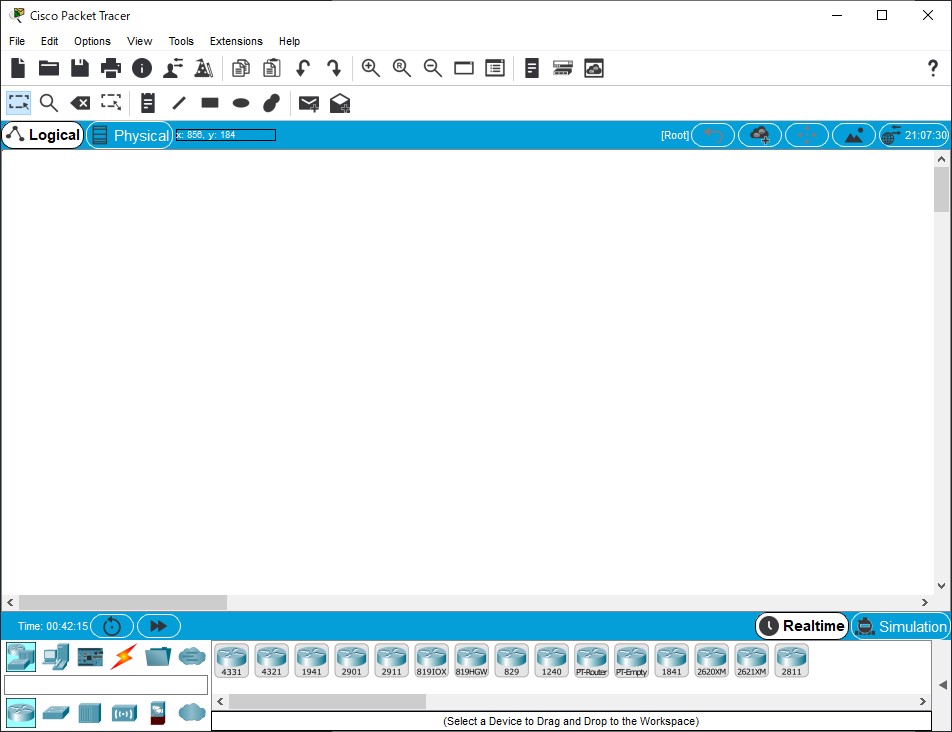 Cisco Packet Tracer
File Edit Options View Tools Extensions Help
Logical Physical x: 856, y: 184 [Root] 21:07:30
Time: 00:42:15 Realtime Simulation
4331 4321 1941 2901 2911 819IOX 819HGW 829 1240 PT-Router PT-Empty 1841 2620XM 2621XM 2811
(Select a Device to Drag and Drop to the Workspace)